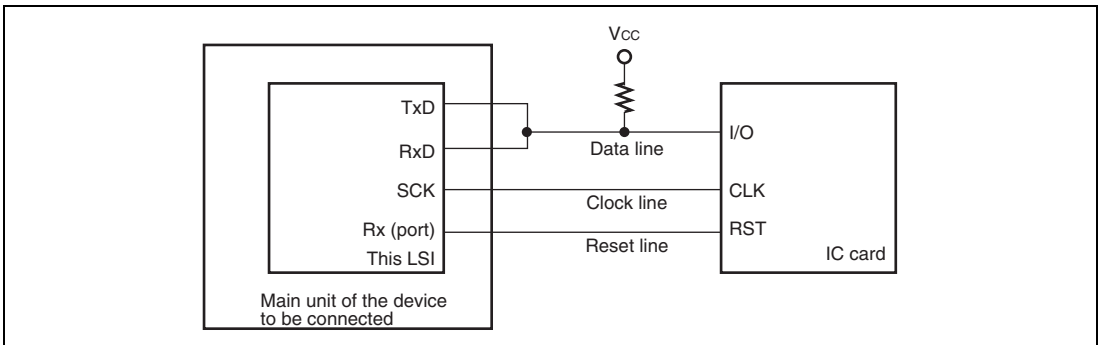 Vcc
TxD
RxD
SCK
Rx (port)
This LSI
Main unit of the device
to be connected
Data line
Clock line
Reset line
I/O
CLK
RST
IC card